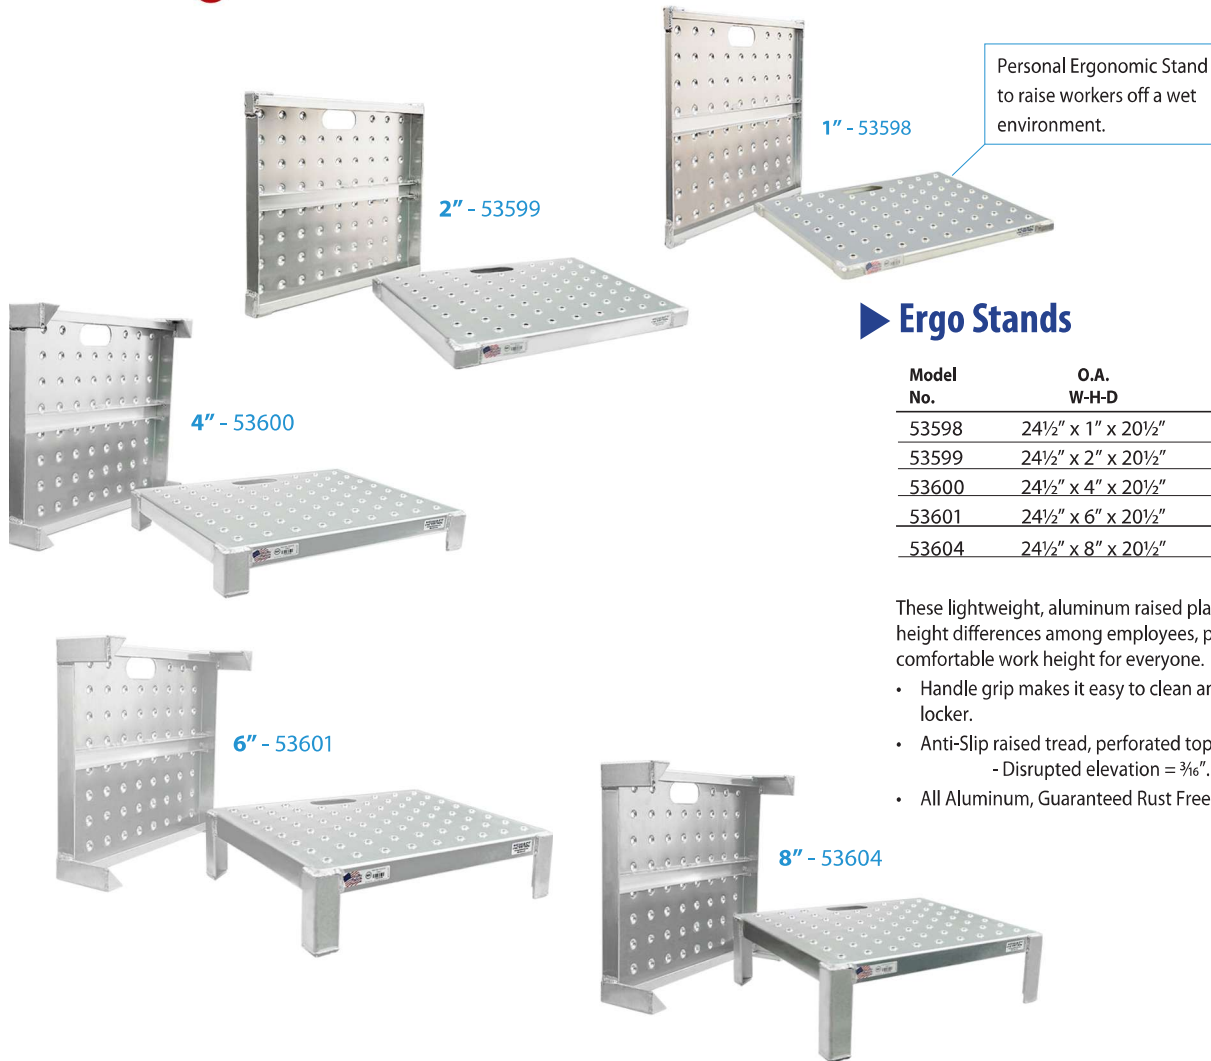 Personal Ergonomic Stand
to raise workers off a wet
environment.
1” - 53598
2” - 53599
4” - 53600
6” - 53601
8” - 53604
Ergo Stands
Model No. O.A. W-H-D
53598 24½” x 1” x 20½”
53599 24½” x 2” x 20½”
53600 24½” x 4” x 20½”
53601 24½” x 6” x 20½”
53604 24½” x 8” x 20½”
These lightweight, aluminum raised pla
height differences among employees, p
comfortable work height for everyone.
• Handle grip makes it easy to clean ar
locker.
• Anti-Slip raised tread, perforated top
- Disrupted elevation = ³⁄₁₆”.
• All Aluminum, Guaranteed Rust Free